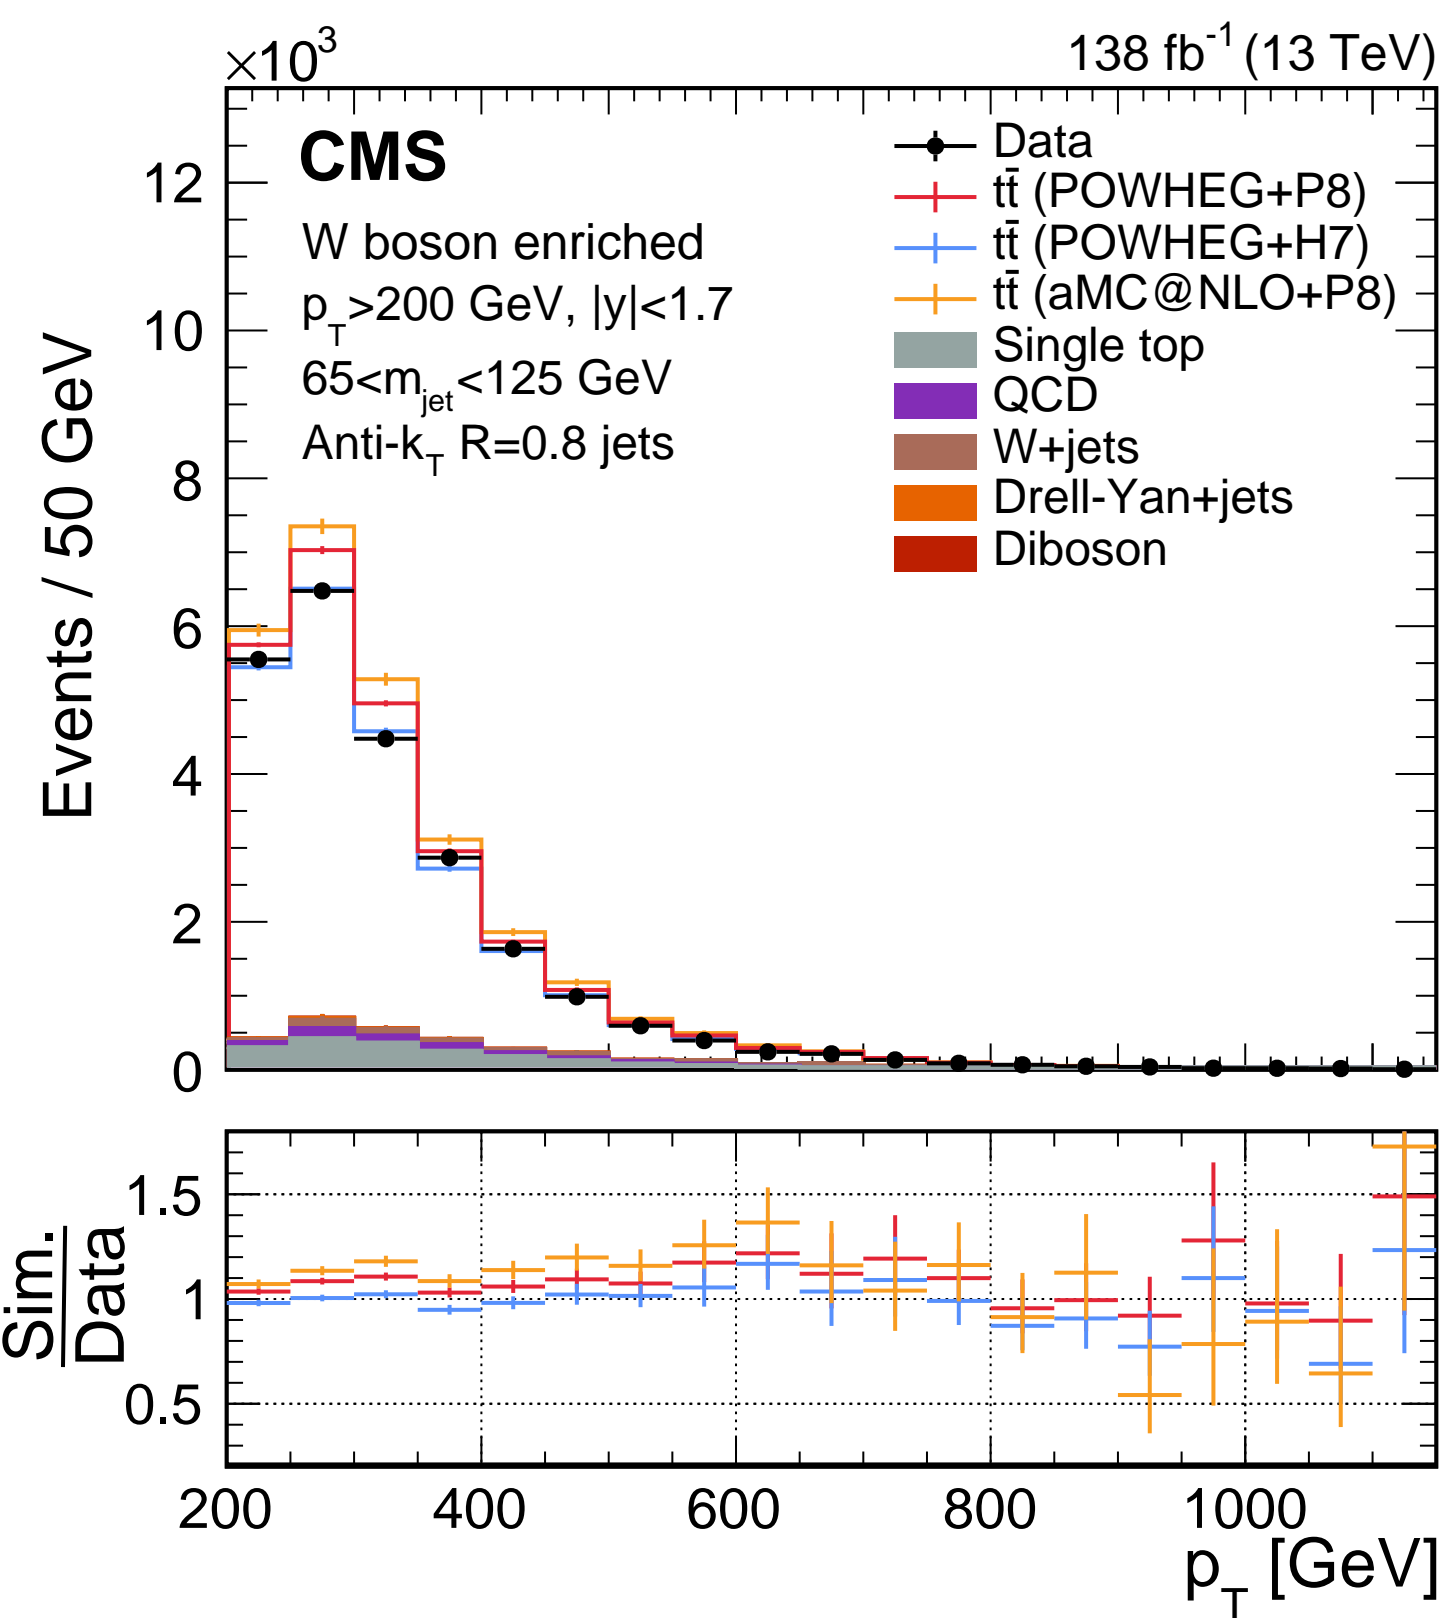 ×10³
138 fb⁻¹ (13 TeV)
CMS
W boson enriched
p_T>200 GeV, |y|<1.7
65<m_jet<125 GeV
Anti-k_T R=0.8 jets
Data
tt̄ (POWHEG+P8)
tt̄ (POWHEG+H7)
tt̄ (aMC@NLO+P8)
Single top
QCD
W+jets
Drell-Yan+jets
Diboson
Events / 50 GeV
12
10
8
6
4
2
0
Sim.
Data
1.5
1
0.5
200 400 600 800 1000
p_T [GeV]